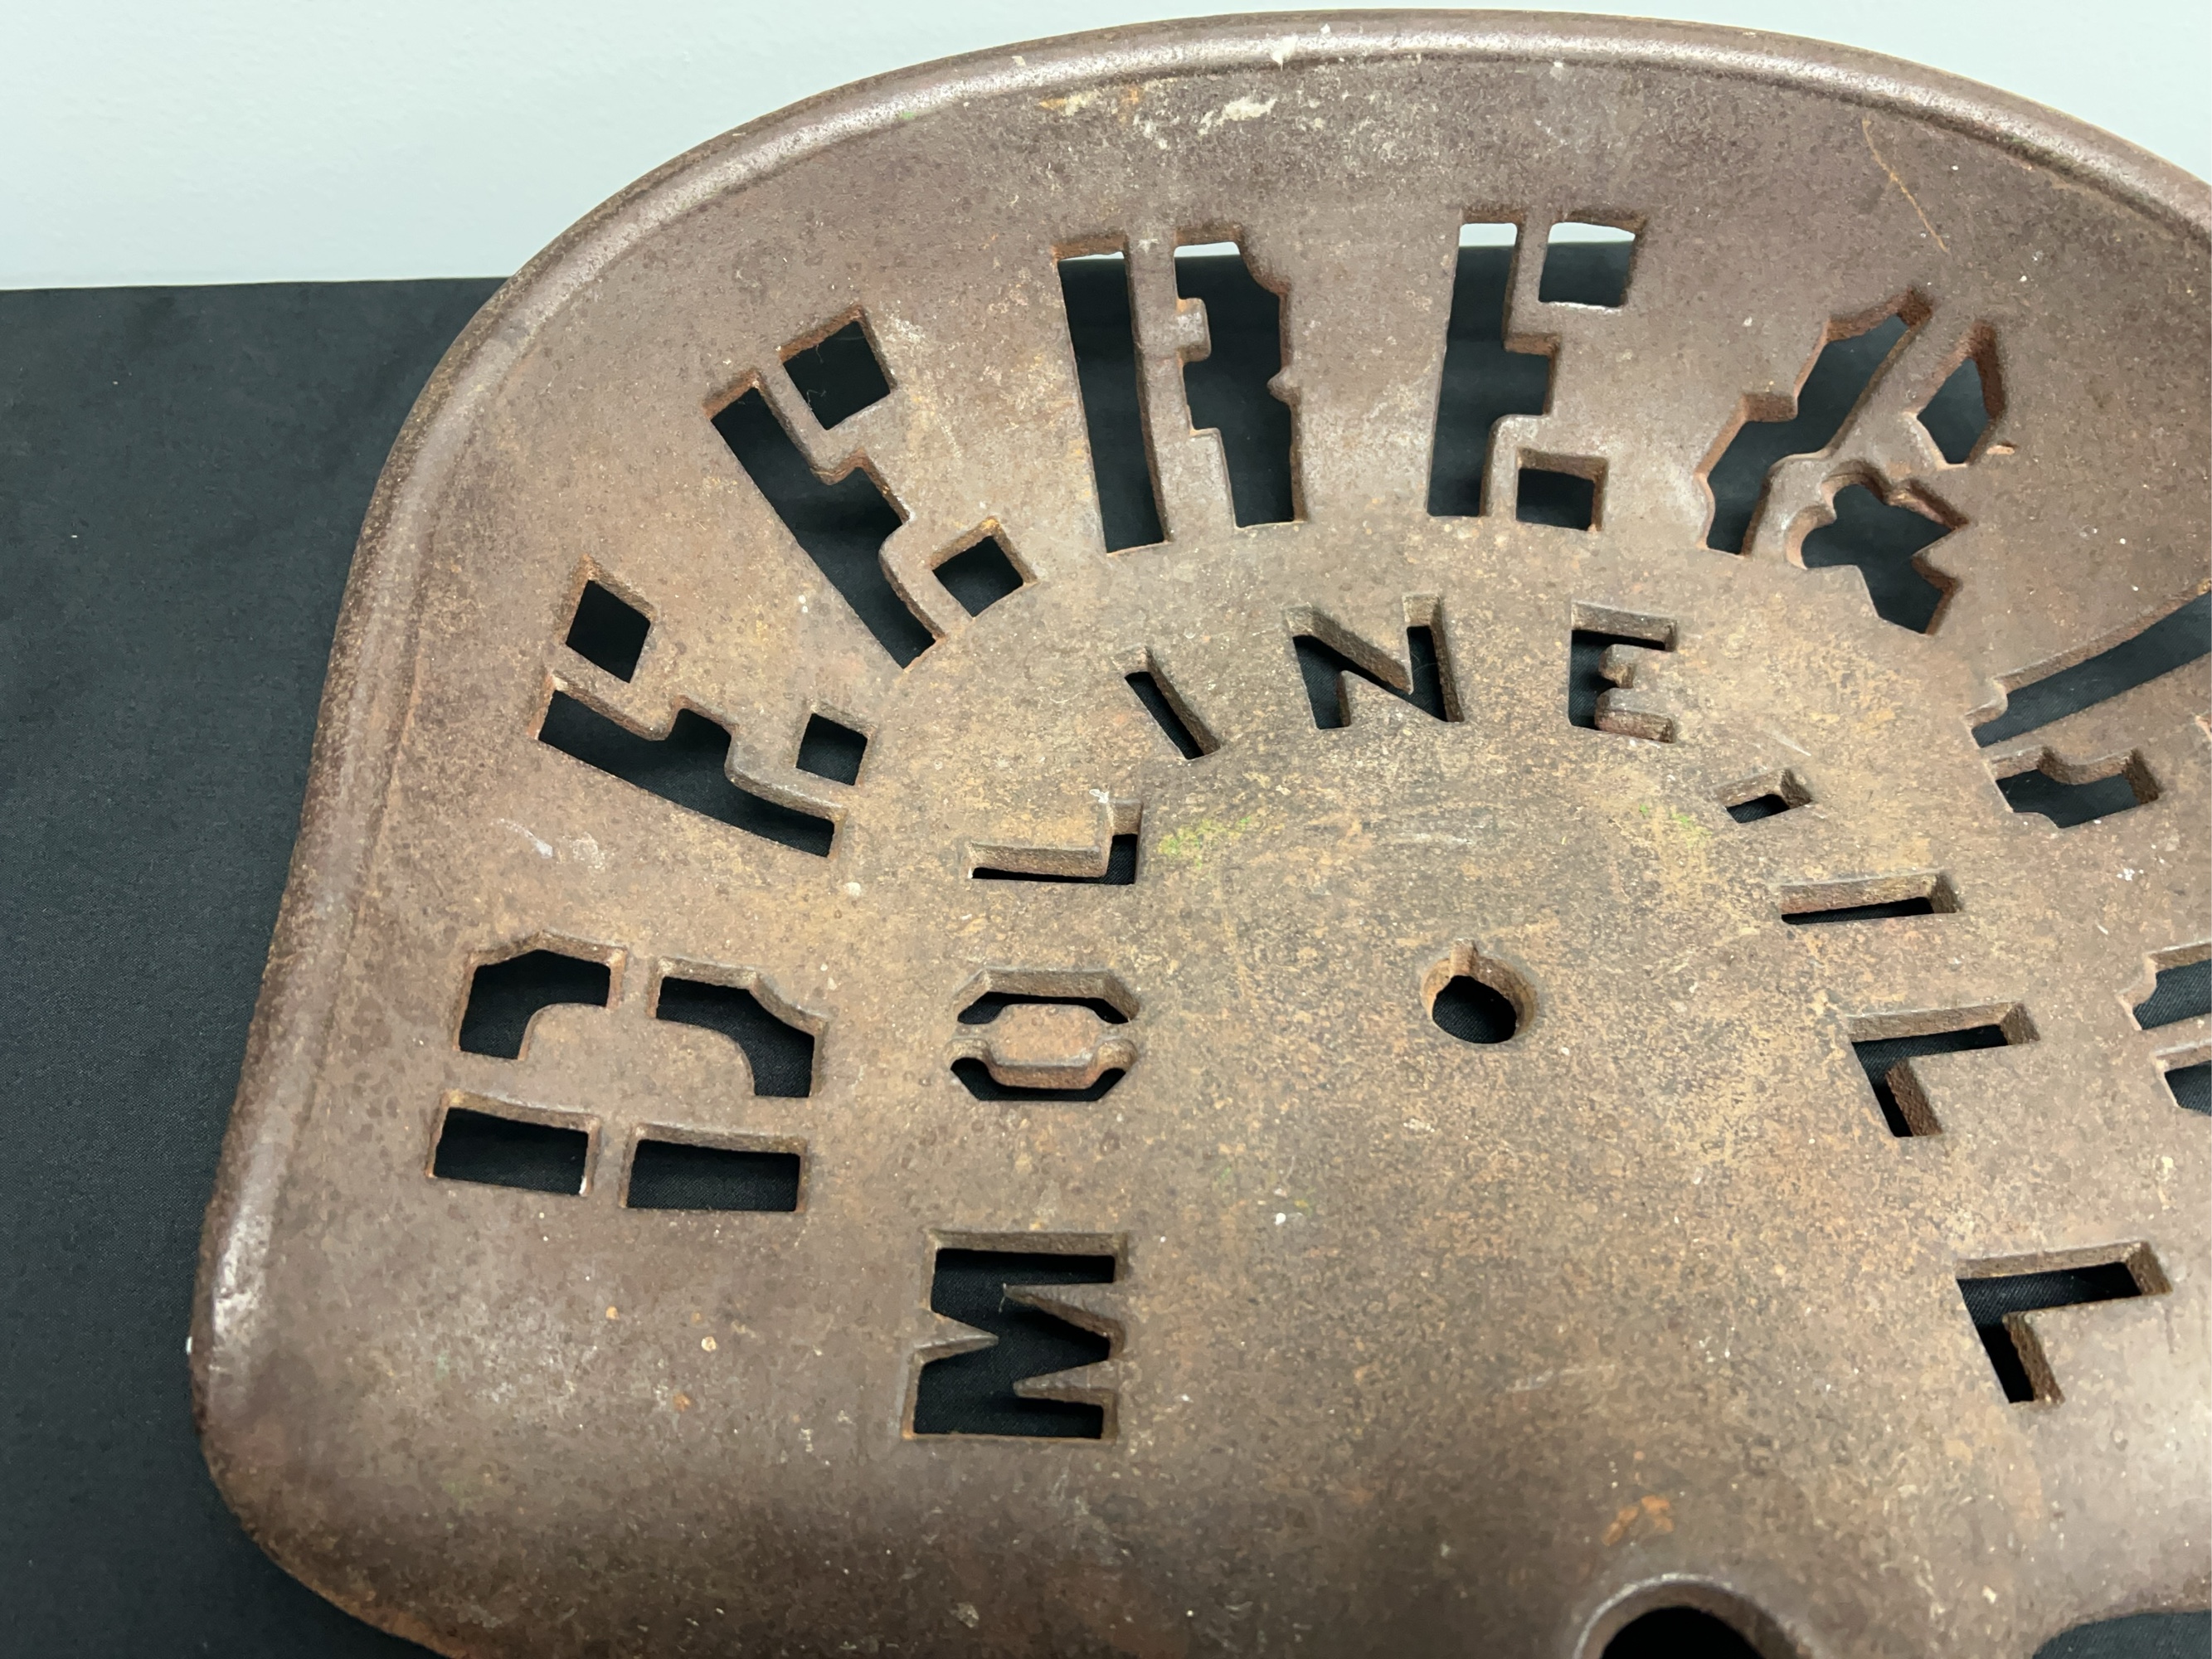 DEERE &
MOLINE. ILL